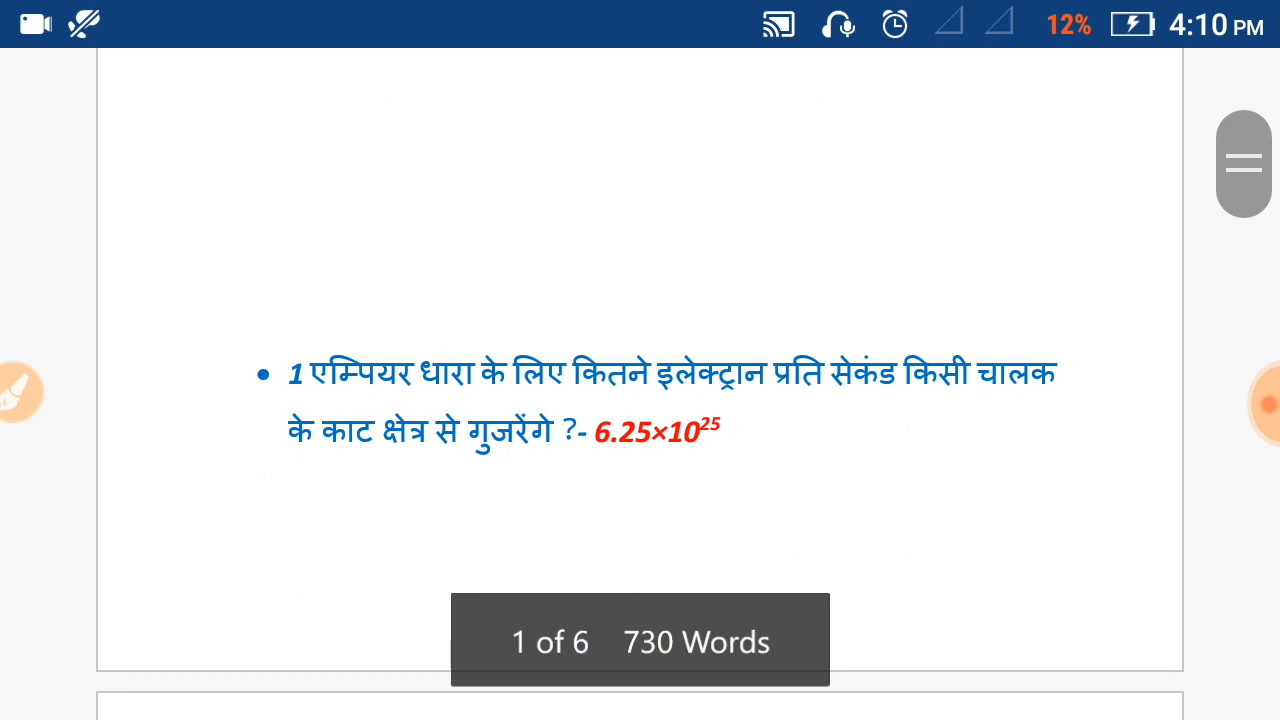 12% 4:10 PM
• 1 एम्पियर धारा के लिए कितने इलेक्ट्रान प्रति सेकंड किसी चालक
के काट क्षेत्र से गुजरेंगे ?- 6.25×10²⁵
1 of 6 730 Words